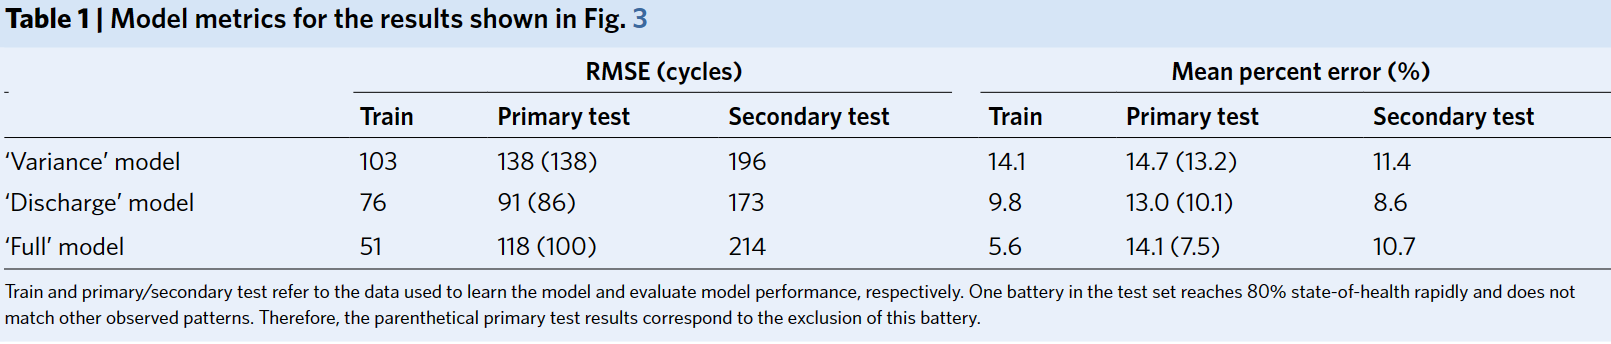 Table 1 | Model metrics for the results shown in Fig. 3
RMSE (cycles) Mean percent error (%)
Train Primary test Secondary test Train Primary test Secondary test
‘Variance’ model 103 138 (138) 196 14.1 14.7 (13.2) 11.4
‘Discharge’ model 76 91 (86) 173 9.8 13.0 (10.1) 8.6
‘Full’ model 51 118 (100) 214 5.6 14.1 (7.5) 10.7
Train and primary/secondary test refer to the data used to learn the model and evaluate model performance, respectively. One battery in the test set reaches 80% state-of-health rapidly and does not
match other observed patterns. Therefore, the parenthetical primary test results correspond to the exclusion of this battery.